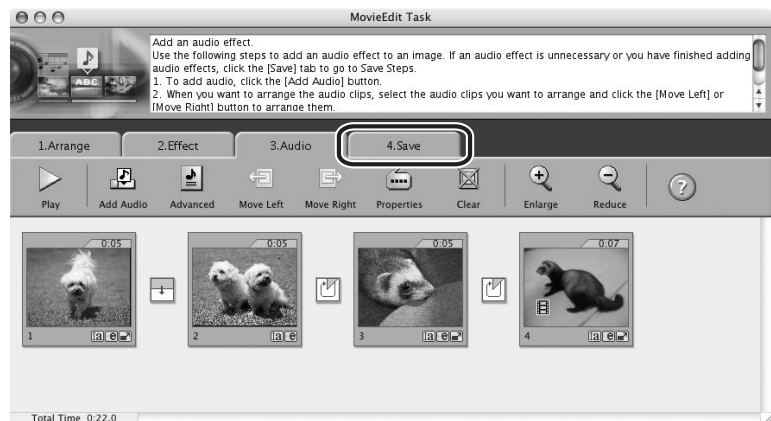 MovieEdit Task
Add an audio effect.
Use the following steps to add an audio effect to an image. If an audio effect is unnecessary or you have finished adding
audio effects, click the [Save] tab to go to Save Steps.
1. To add audio, click the [Add Audio] button.
2. When you want to arrange the audio clips, select the audio clips you want to arrange and click the [Move Left] or
[Move Right] button to arrange them.
ABC
1.Arrange 2.Effect 3.Audio 4.Save
Play Add Audio Advanced Move Left Move Right Properties Clear Enlarge Reduce ?
0:05 0:05 0:05 0:07
1 a e 2 a e 3 a e 4 a e
Total Time 0:22.0